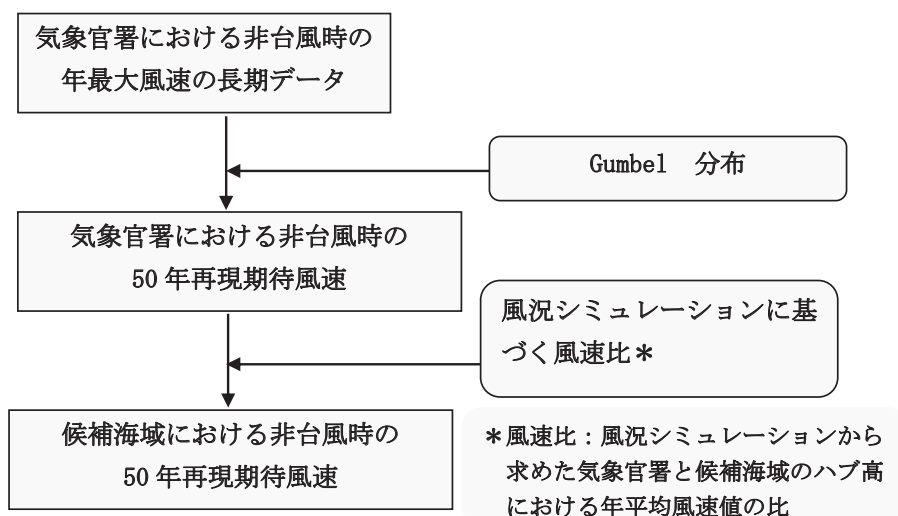 気象官署における非台風時の
年最大風速の長期データ
Gumbel 分布
気象官署における非台風時の
50 年再現期待風速
風況シミュレーションに基
づく風速比＊
候補海域における非台風時の
50 年再現期待風速
＊風速比：風況シミュレーションから
求めた気象官署と候補海域のハブ高
における年平均風速値の比